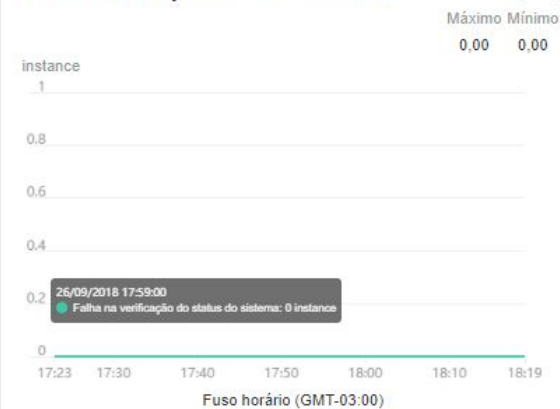 Máximo Mínimo
0,00 0,00
instance
1
0.8
0.6
0.4
0.2
26/09/2018 17:59:00
Falha na verificação do status do sistema: 0 instance
0
17:23 17:30 17:40 17:50 18:00 18:10 18:19
Fuso horário (GMT-03:00)